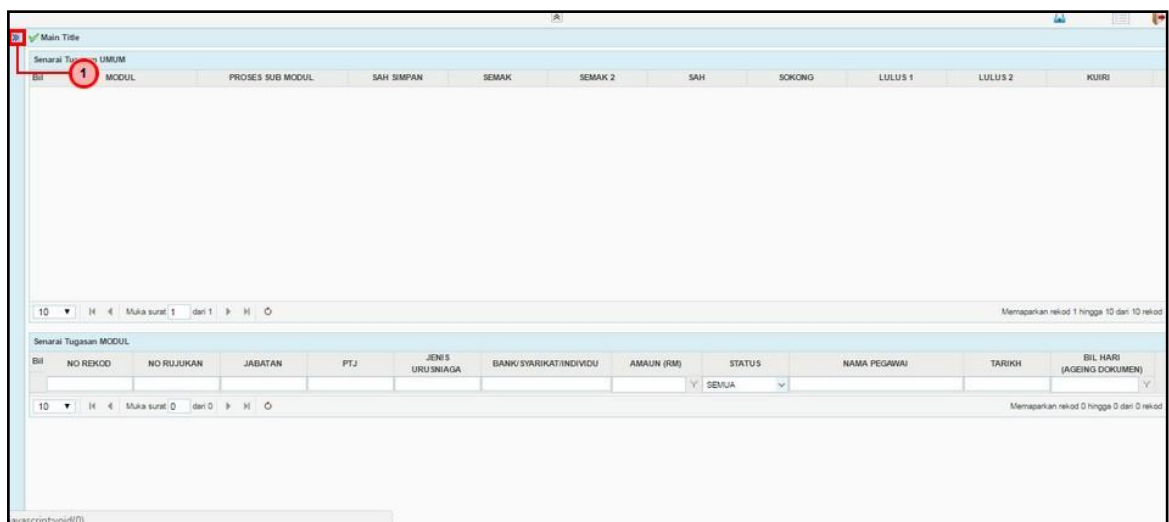 Main Title
Senarai Tugasan UMUM
1
Bil MODUL PROSES SUB MODUL SAH SIMPAN SEMAK SEMAK 2 SAH SOKONG LULUS 1 LULUS 2 KUIRI
10 Muka surat 1 dari 1 Memaparkan rekod 1 hingga 10 dari 10 rekod
Senarai Tugasan MODUL
Bil NO REKOD NO RUJUKAN JABATAN PTJ JENIS URUSNIAGA BANK/SYARIKAT/INDIVIDU AMAUN (RM) STATUS NAMA PEGAWAI TARIKH BIL HARI (AGEING DOKUMEN)
SEMUA
10 Muka surat 0 dari 0 Memaparkan rekod 0 hingga 0 dari 0 rekod
avascript:void(0)